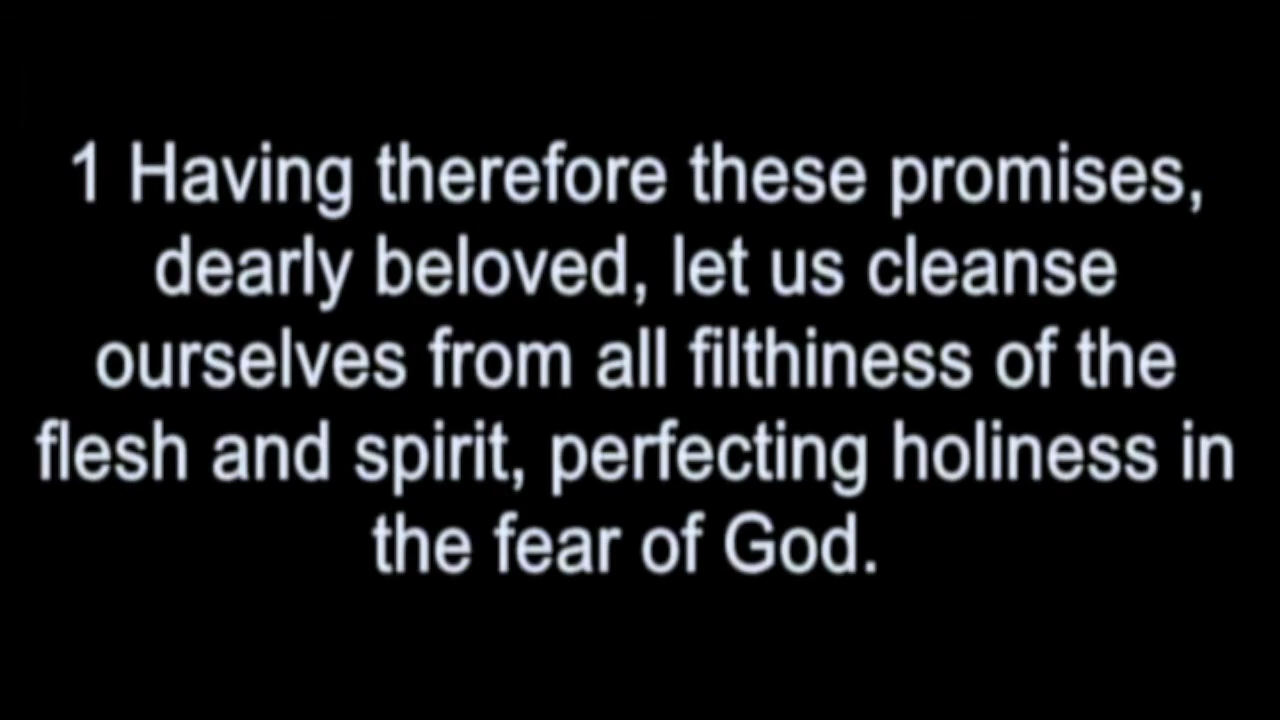 1 Having therefore these promises,
dearly beloved, let us cleanse
ourselves from all filthiness of the
flesh and spirit, perfecting holiness in
the fear of God.